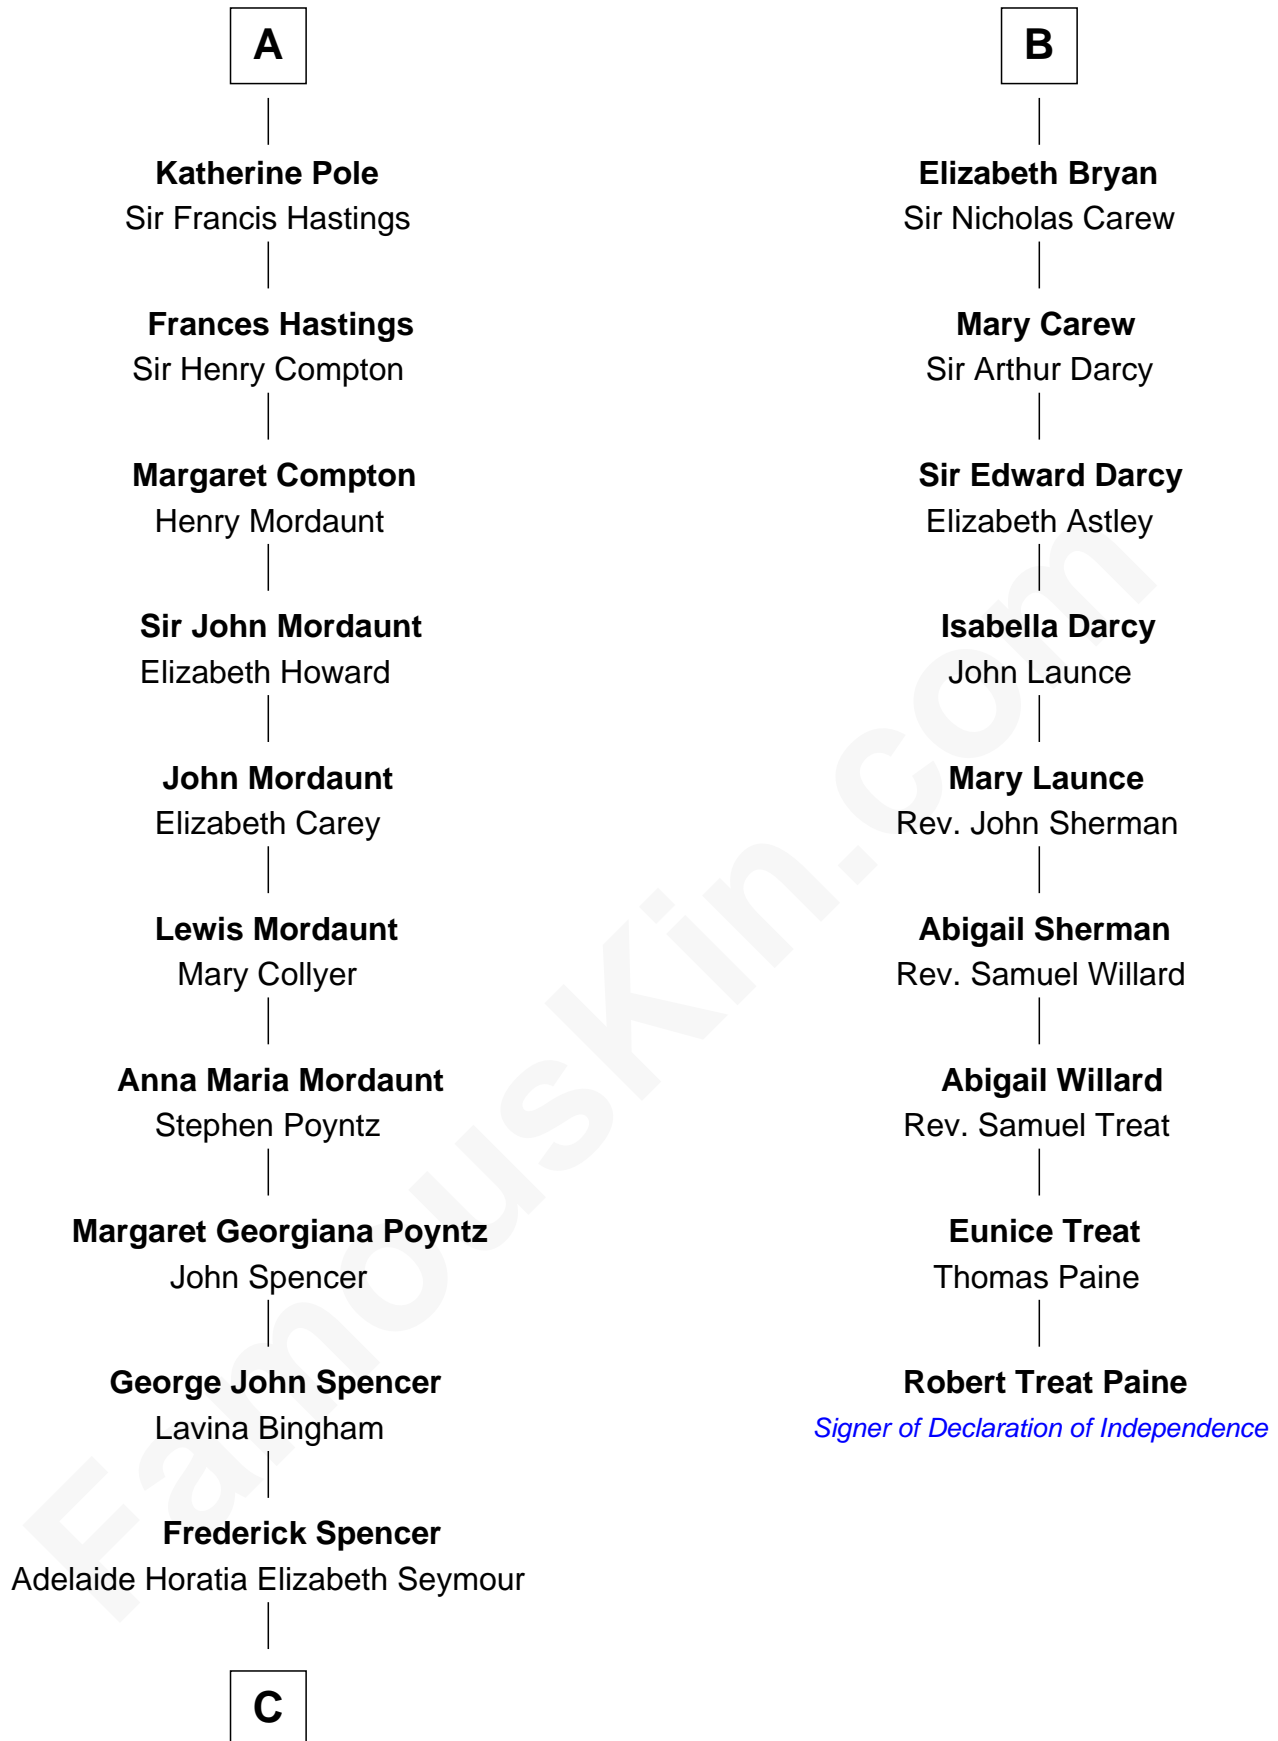 A
Katherine Pole
Sir Francis Hastings
Frances Hastings
Sir Henry Compton
Margaret Compton
Henry Mordaunt
Sir John Mordaunt
Elizabeth Howard
John Mordaunt
Elizabeth Carey
Lewis Mordaunt
Mary Collyer
Anna Maria Mordaunt
Stephen Poyntz
Margaret Georgiana Poyntz
John Spencer
George John Spencer
Lavina Bingham
Frederick Spencer
Adelaide Horatia Elizabeth Seymour
C
B
Elizabeth Bryan
Sir Nicholas Carew
Mary Carew
Sir Arthur Darcy
Sir Edward Darcy
Elizabeth Astley
Isabella Darcy
John Launce
Mary Launce
Rev. John Sherman
Abigail Sherman
Rev. Samuel Willard
Abigail Willard
Rev. Samuel Treat
Eunice Treat
Thomas Paine
Robert Treat Paine
Signer of Declaration of Independence
FamousKin.com